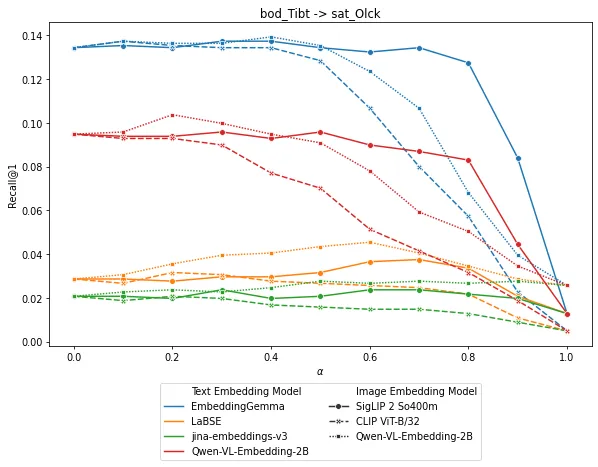 bod_Tibt -> sat_Olck
Recall@1
0.14
0.12
0.10
0.08
0.06
0.04
0.02
0.00
0.0 0.2 0.4 0.6 0.8 1.0
α
Text Embedding Model Image Embedding Model
EmbeddingGemma SigLIP 2 So400m
LaBSE CLIP ViT-B/32
jina-embeddings-v3 Qwen-VL-Embedding-2B
Qwen-VL-Embedding-2B